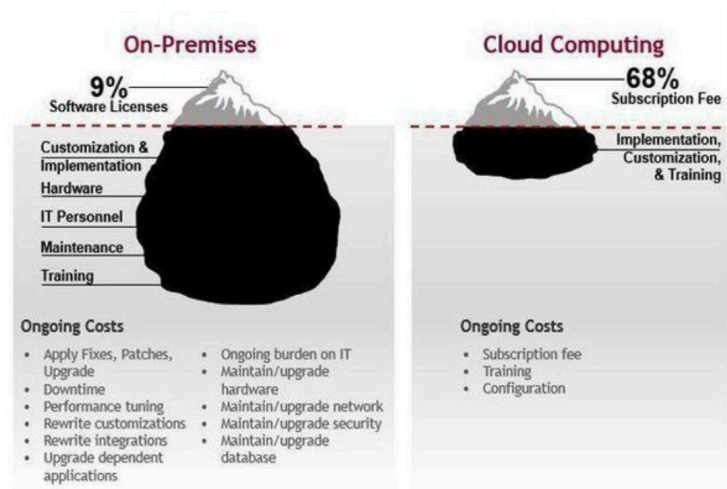 On-Premises
9%
Software Licenses
Customization &
Implementation
Hardware
IT Personnel
Maintenance
Training
Ongoing Costs
• Apply Fixes, Patches,
Upgrade
• Downtime
• Performance tuning
• Rewrite customizations
• Rewrite integrations
• Upgrade dependent
applications
• Ongoing burden on IT
• Maintain/upgrade
hardware
• Maintain/upgrade network
• Maintain/upgrade security
• Maintain/upgrade
database
Cloud Computing
68%
Subscription Fee
Implementation,
Customization,
& Training
Ongoing Costs
• Subscription fee
• Training
• Configuration